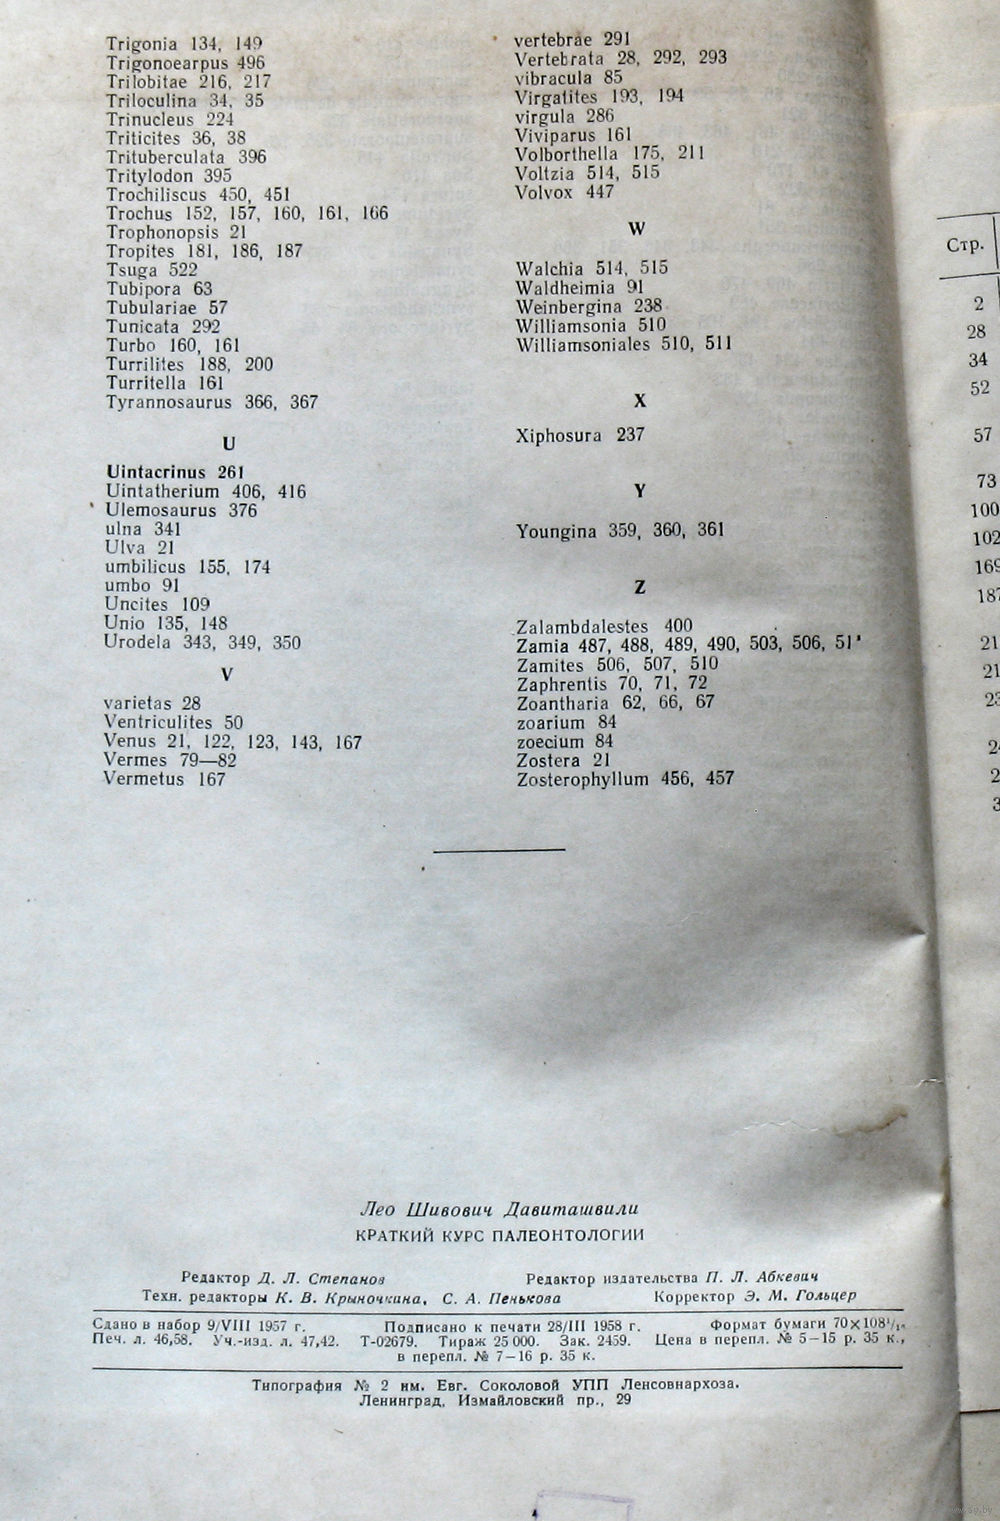 Trigonia 134, 149
Trigonoearpus 496
Trilobitae 216, 217
Triloculina 34, 35
Trinucleus 224
Triticites 36, 38
Trituberculata 396
Tritylodon 395
Trochiliscus 450, 451
Trochus 152, 157, 160, 161, 166
Trophonopsis 21
Tropites 181, 186, 187
Tsuga 522
Tubipora 63
Tubulariae 57
Tunicata 292
Turbo 160, 161
Turrilites 188, 200
Turritella 161
Tyrannosaurus 366, 367
U
Uintacrinus 261
Uintatherium 406, 416
Ulemosaurus 376
ulna 341
Ulva 21
umbilicus 155, 174
umbo 91
Uncites 109
Unio 135, 148
Urodela 343, 349, 350
V
varietas 28
Ventriculites 50
Venus 21, 122, 123, 143, 167
Vermes 79—82
Vermetus 167
vertebrae 291
Vertebrata 28, 292, 293
vibracula 85
Virgatites 193, 194
virgula 286
Viviparus 161
Volborthella 175, 211
Voltzia 514, 515
Volvox 447
W
Walchia 514, 515
Waldheimia 91
Weinbergina 238
Williamsonia 510
Williamsoniales 510, 511
X
Xiphosura 237
Y
Youngina 359, 360, 361
Z
Zalambdalestes 400
Zamia 487, 488, 489, 490, 503, 506,
Zamites 506, 507, 510
Zaphrentis 70, 71, 72
Zoantharia 62, 66, 67
zoarium 84
zoecium 84
Zostera 21
Zosterophyllum 456, 457
Лео Шивович Давиташвили
КРАТКИЙ КУРС ПАЛЕОНТОЛОГИИ
Редактор Д. Л. Степанов Редактор издательства П. Л. Абкевич
Техн. редакторы К. В. Крыночкина, С. А. Пенькова Корректор Э. М. Гольцер
Сдано в набор 9/VIII 1957 г. Подписано к печати 28/III 1958 г. Формат бумаги
Печ. л. 46,58. Уч.-изд. л. 47,42. Т-02679. Тираж 25 000. Зак. 2459. Цена в перепл. № 5—15 р. 35 к.,
в перепл. № 7—16 р. 35 к.
Типография № 2 им. Евг. Соколовой УПП Ленсовнархоза.
Ленинград, Измайловский пр., 29
Стр.
2
28
34
52
57
73
100
102